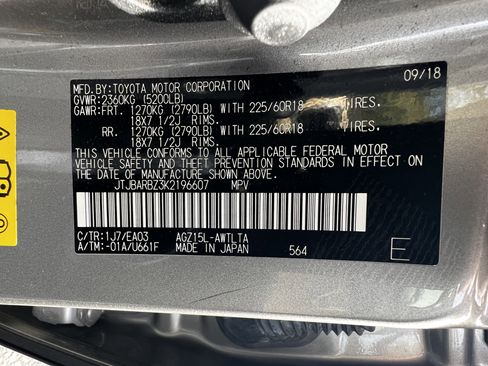 MFD.BY:TOYOTA MOTOR CORPORATION 09/18
GVWR:2360KG (5200LB)
GAWR:FRT. 1270KG (2790LB) WITH 225/60R18 TIRES.
18X7 1/2J RIMS.
RR. 1270KG (2790LB) WITH 225/60R18 TIRES.
18X7 1/2J RIMS.
THIS VEHICLE CONFORMS TO ALL APPLICABLE FEDERAL MOTOR
VEHICLE SAFETY AND THEFT PREVENTION STANDARDS IN EFFECT ON
THE DATE OF MANUFACTURE SHOWN ABOVE.
JTJBARBZ3K2196607 MPV
C/TR:1J7/EA03 AGZ15L-AWTLTA
A/TM:-01A/U661F MADE IN JAPAN 564 E